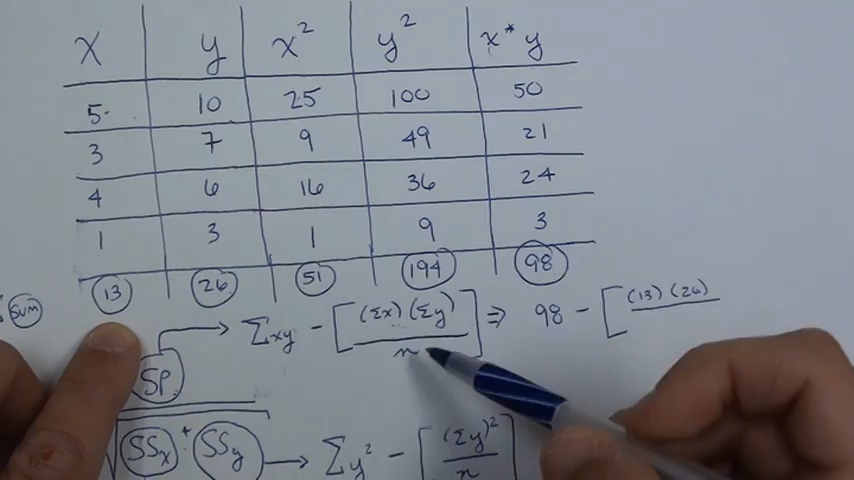 x y x² y² x*y
5 10 25 100 50
3 7 9 49 21
4 6 16 36 24
1 3 1 9 3
Sum 13 26 51 194 98
SP → Σxy - [(Σx)(Σy) / n] ⇒ 98 - [(13)(26)
√SSx * SSy → Σy² - [(Σy)² / n]